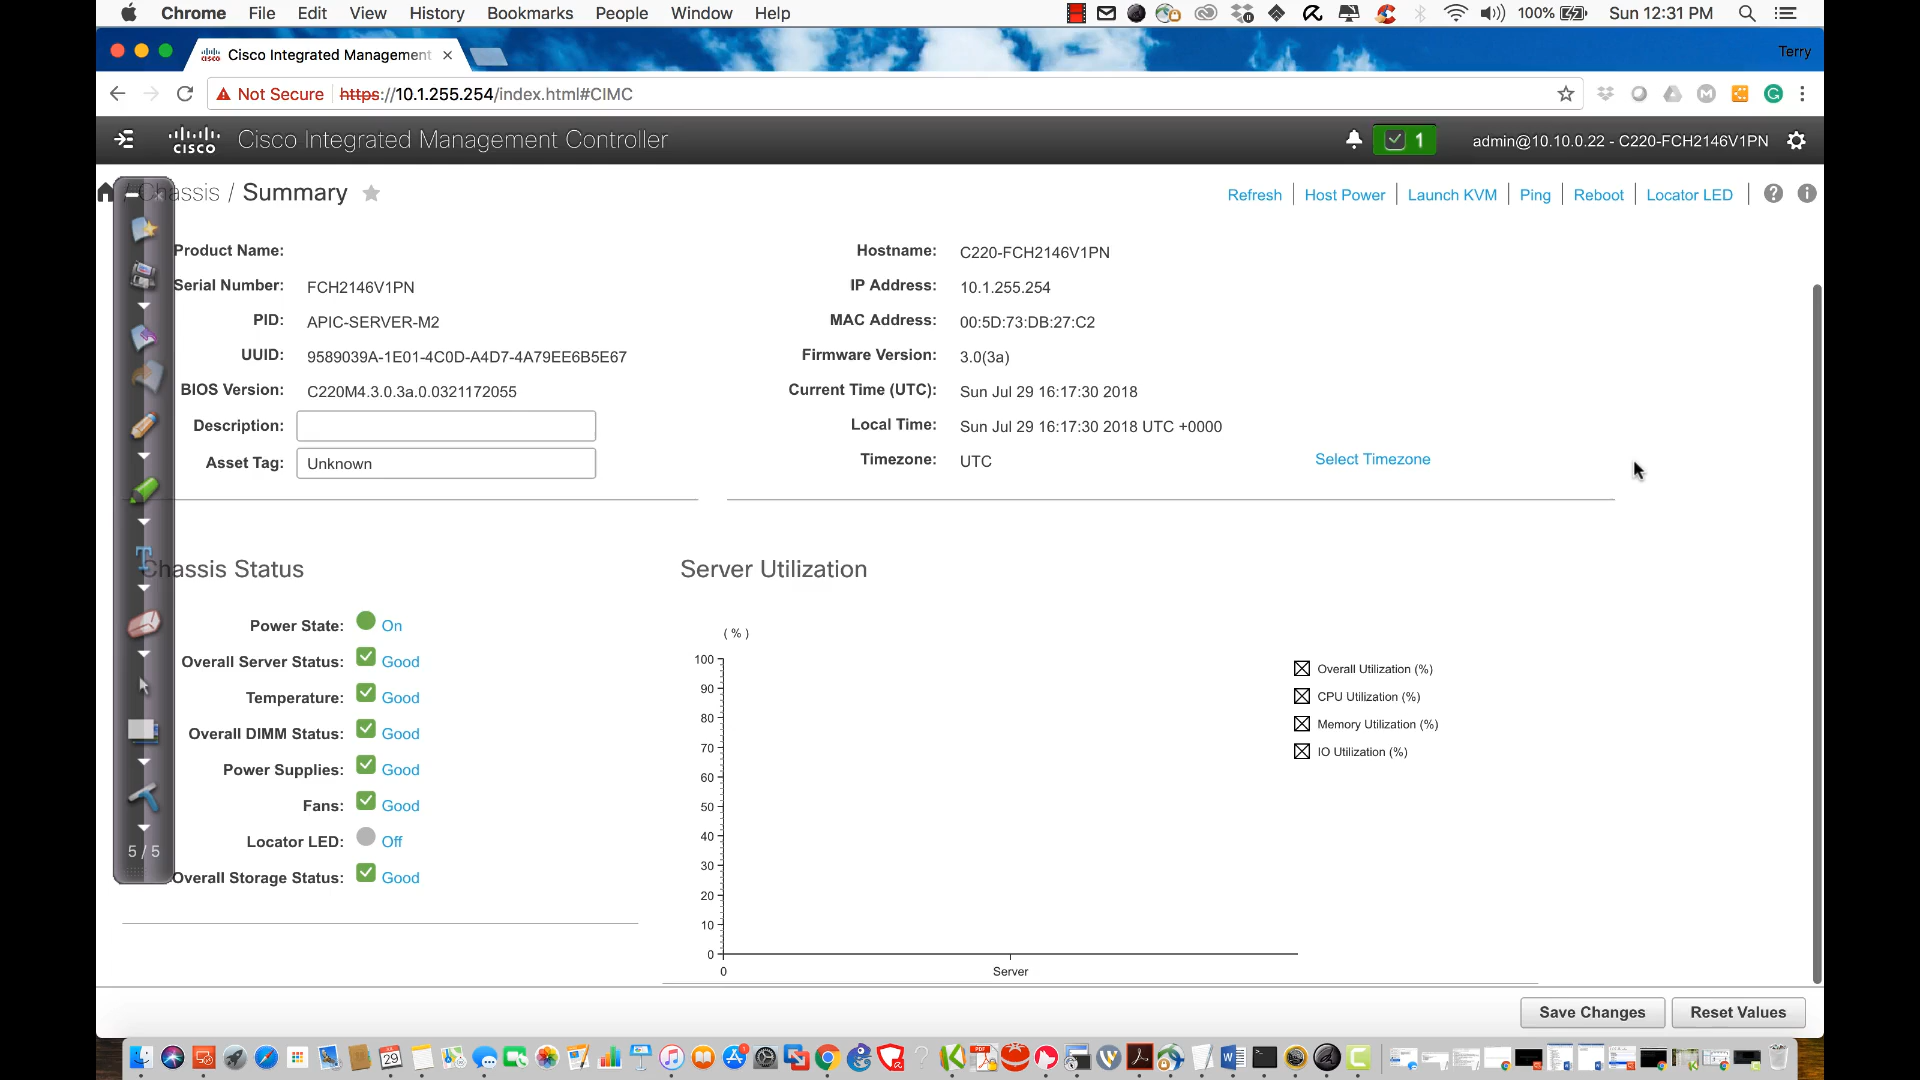 Chrome File Edit View History Bookmarks People Window Help 100% Sun 12:31 PM
Cisco Integrated Management Terry
Not Secure https://10.1.255.254/index.html#CIMC
CISCO Cisco Integrated Management Controller 1 admin@10.10.0.22 - C220-FCH2146V1PN
/ Chassis / Summary Refresh Host Power Launch KVM Ping Reboot Locator LED
Product Name:
Serial Number: FCH2146V1PN
PID: APIC-SERVER-M2
UUID: 9589039A-1E01-4C0D-A4D7-4A79EE6B5E67
BIOS Version: C220M4.3.0.3a.0.0321172055
Description:
Asset Tag: Unknown
Hostname: C220-FCH2146V1PN
IP Address: 10.1.255.254
MAC Address: 00:5D:73:DB:27:C2
Firmware Version: 3.0(3a)
Current Time (UTC): Sun Jul 29 16:17:30 2018
Local Time: Sun Jul 29 16:17:30 2018 UTC +0000
Timezone: UTC Select Timezone
Chassis Status
Power State: On
Overall Server Status: Good
Temperature: Good
Overall DIMM Status: Good
Power Supplies: Good
Fans: Good
Locator LED: Off
Overall Storage Status: Good
5 / 5
Server Utilization
( % )
100
90
80
70
60
50
40
30
20
10
0
0 Server
Overall Utilization (%)
CPU Utilization (%)
Memory Utilization (%)
IO Utilization (%)
Save Changes Reset Values
29